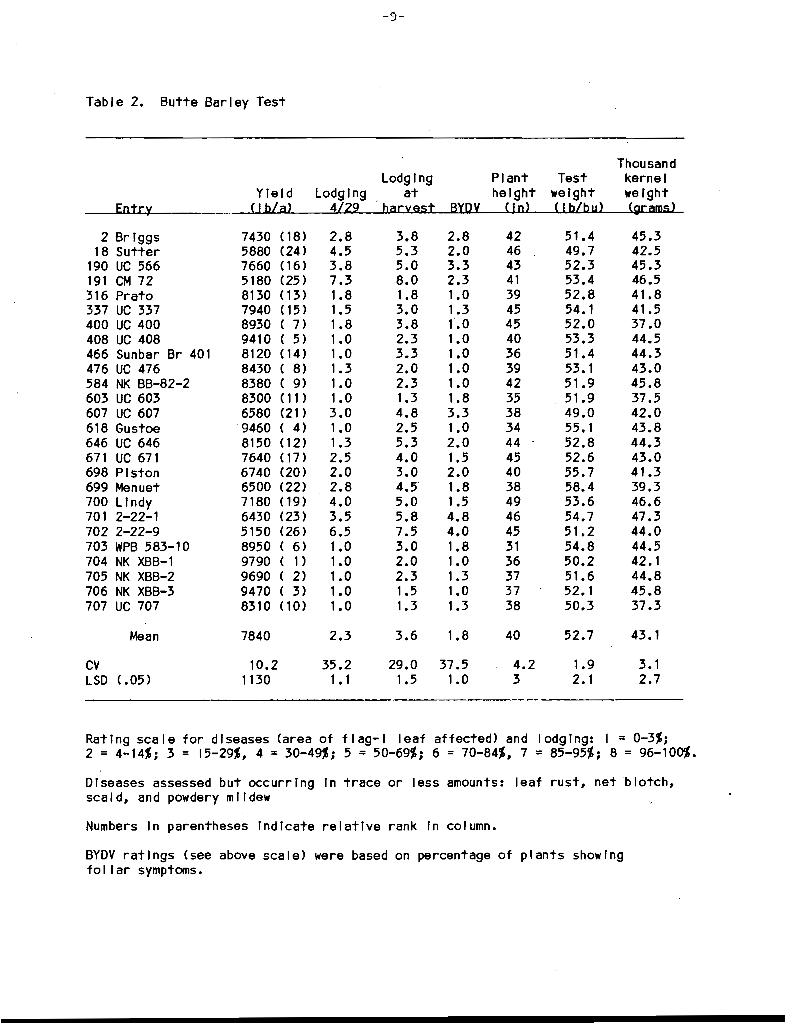 -9-
Table 2. Butte Barley Test
Thousand
Lodging Plant Test kernel
Yield Lodging at height weight weight
Entry (lb/a) 4/29 harvest BYDV (in) (lb/bu) (grams)
2 Briggs 7430 (18) 2.8 3.8 2.8 42 51.4 45.3
18 Sutter 5880 (24) 4.5 5.3 2.0 46 49.7 42.5
190 UC 566 7660 (16) 3.8 5.0 3.3 43 52.3 45.3
191 CM 72 5180 (25) 7.3 8.0 2.3 41 53.4 46.5
316 Prato 8130 (13) 1.8 1.8 1.0 39 52.8 41.8
337 UC 337 7940 (15) 1.5 3.0 1.3 45 54.1 41.5
400 UC 400 8930 ( 7) 1.8 3.8 1.0 45 52.0 37.0
408 UC 408 9410 ( 5) 1.0 2.3 1.0 40 53.3 44.5
466 Sunbar Br 401 8120 (14) 1.0 3.3 1.0 36 51.4 44.3
476 UC 476 8430 ( 8) 1.3 2.0 1.0 39 53.1 43.0
584 NK BB-82-2 8380 ( 9) 1.0 2.3 1.0 42 51.9 45.8
603 UC 603 8300 (11) 1.0 1.3 1.8 35 51.9 37.5
607 UC 607 6580 (21) 3.0 4.8 3.3 38 49.0 42.0
618 Gustoe 9460 ( 4) 1.0 2.5 1.0 34 55.1 43.8
646 UC 646 8150 (12) 1.3 5.3 2.0 44 52.8 44.3
671 UC 671 7640 (17) 2.5 4.0 1.5 45 52.6 43.0
698 Piston 6740 (20) 2.0 3.0 2.0 40 55.7 41.3
699 Menuet 6500 (22) 2.8 4.5 1.8 38 58.4 39.3
700 Lindy 7180 (19) 4.0 5.0 1.5 49 53.6 46.6
701 2-22-1 6430 (23) 3.5 5.8 4.8 46 54.7 47.3
702 2-22-9 5150 (26) 6.5 7.5 4.0 45 51.2 44.0
703 WPB 583-10 8950 ( 6) 1.0 3.0 1.8 31 54.8 44.5
704 NK XBB-1 9790 ( 1) 1.0 2.0 1.0 36 50.2 42.1
705 NK XBB-2 9690 ( 2) 1.0 2.3 1.3 37 51.6 44.8
706 NK XBB-3 9470 ( 3) 1.0 1.5 1.0 37 52.1 45.8
707 UC 707 8310 (10) 1.0 1.3 1.3 38 50.3 37.3
Mean 7840 2.3 3.6 1.8 40 52.7 43.1
CV 10.2 35.2 29.0 37.5 4.2 1.9 3.1
LSD (.05) 1130 1.1 1.5 1.0 3 2.1 2.7
Rating scale for diseases (area of flag-l leaf affected) and lodging: 1 = 0-3%;
2 = 4-14%; 3 = 15-29%, 4 = 30-49%; 5 = 50-69%; 6 = 70-84%, 7 = 85-95%; 8 = 96-100%.
Diseases assessed but occurring in trace or less amounts: leaf rust, net blotch,
scald, and powdery mildew
Numbers in parentheses indicate relative rank in column.
BYDV ratings (see above scale) were based on percentage of plants showing
foliar symptoms.